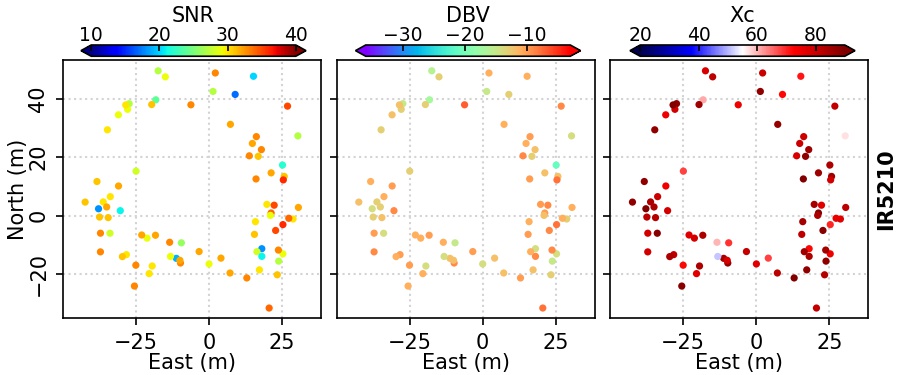 SNR DBV Xc
10 20 30 40 −30 −20 −10 20 40 60 80
40
20
0
−20
North (m)
IR5210
−25 0 25 −25 0 25 −25 0 25
East (m) East (m) East (m)